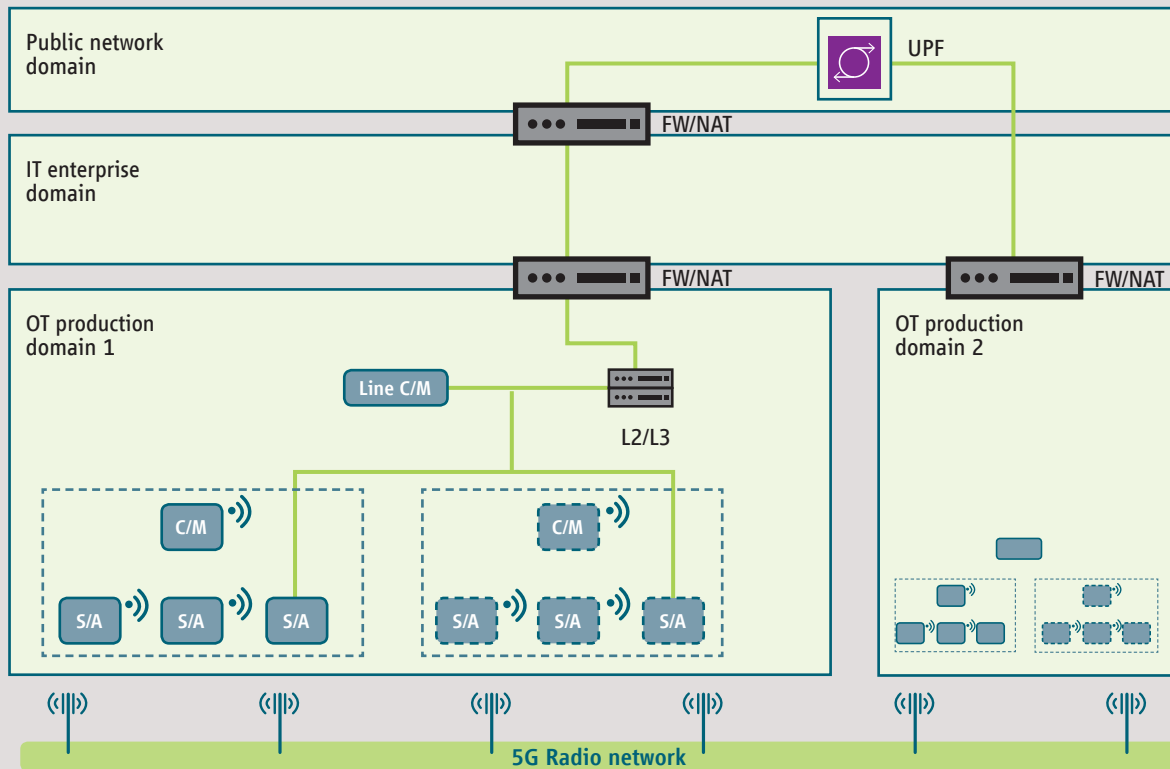 Public network
domain
UPF
FW/NAT
IT enterprise
domain
FW/NAT
FW/NAT
OT production
domain 1
OT production
domain 2
Line C/M
L2/L3
C/M
C/M
S/A
S/A
S/A
S/A
S/A
S/A
5G Radio network